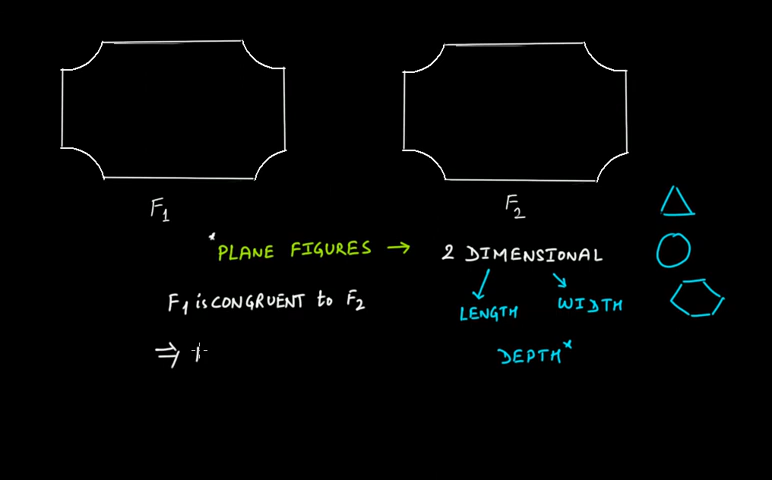 F1 F2
*PLANE FIGURES → 2 DIMENSIONAL
F1 is CONGRUENT to F2
LENGTH WIDTH
⇒
DEPTH*